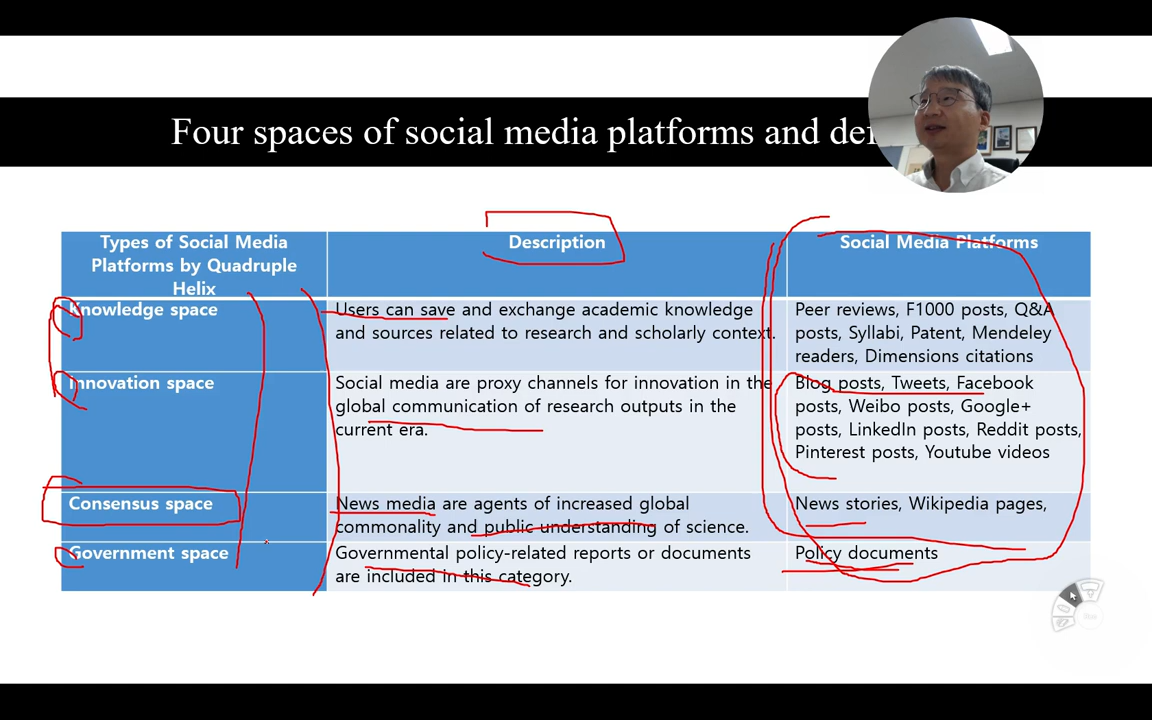 Four spaces of social media platforms and
Types of Social Media
Platforms by Quadruple
Helix
Description
Social Media Platforms
Knowledge space
Users can save and exchange academic knowledge
and sources related to research and scholarly context.
Peer reviews, F1000 posts, Q&A
posts, Syllabi, Patent, Mendeley
readers, Dimensions citations
Innovation space
Social media are proxy channels for innovation in the
global communication of research outputs in the
current era.
Blog posts, Tweets, Facebook
posts, Weibo posts, Google+
posts, LinkedIn posts, Reddit posts,
Pinterest posts, Youtube videos
Consensus space
News media are agents of increased global
commonality and public understanding of science.
News stories, Wikipedia pages,
Government space
Governmental policy-related reports or documents
are included in this category.
Policy documents